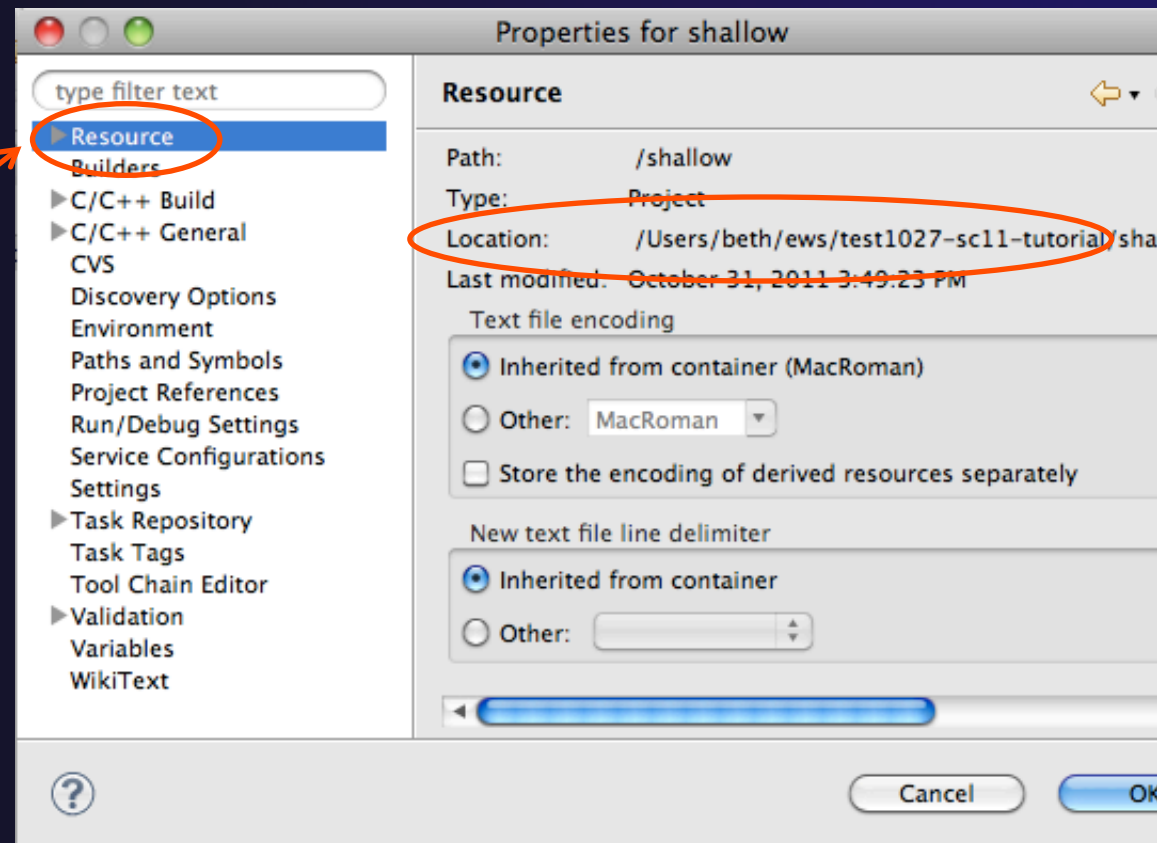 Properties for shallow
type filter text
Resource
Builders
C/C++ Build
C/C++ General
CVS
Discovery Options
Environment
Paths and Symbols
Project References
Run/Debug Settings
Service Configurations
Settings
Task Repository
Task Tags
Tool Chain Editor
Validation
Variables
WikiText
Resource
Path: /shallow
Type: Project
Location: /Users/beth/ews/test1027-sc11-tutorial/sha
Last modified: October 31, 2011 3:49:23 PM
Text file encoding
Inherited from container (MacRoman)
Other: MacRoman
Store the encoding of derived resources separately
New text file line delimiter
Inherited from container
Other:
?
Cancel
OK